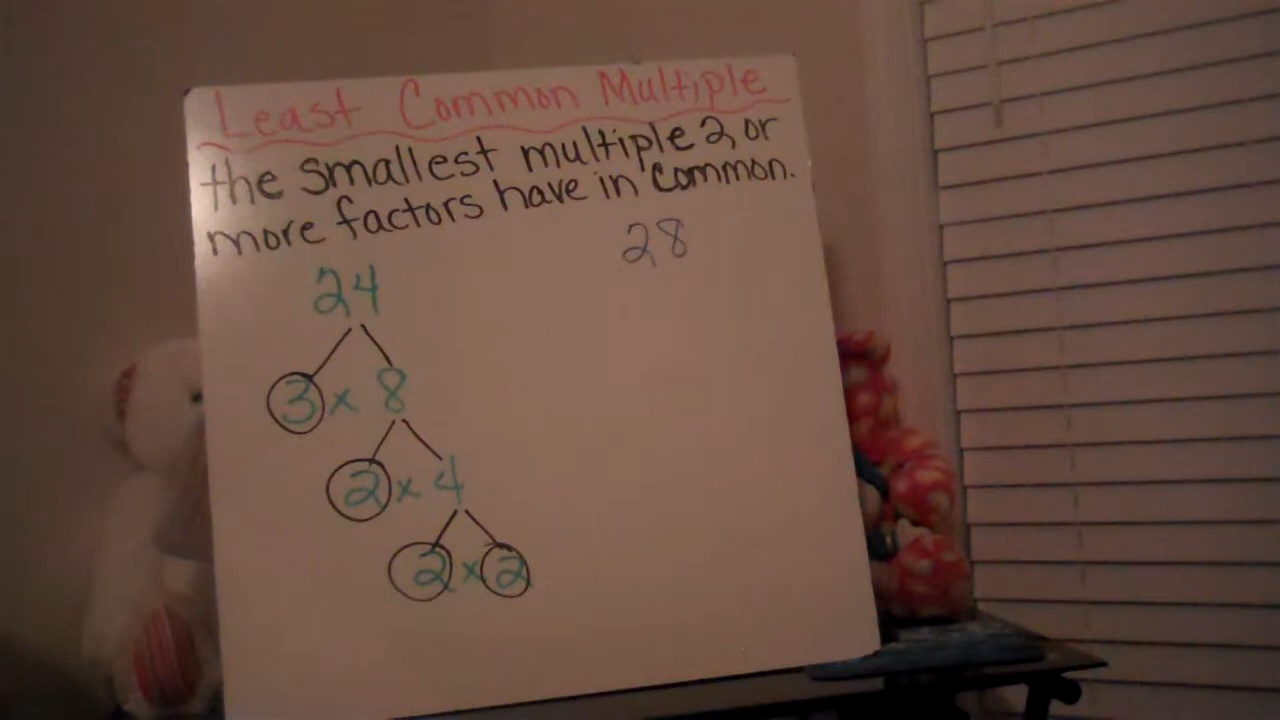 Least Common Multiple
the smallest multiple 2 or
more factors have in common.
28
24
3 x 8
2 x 4
2 x 2